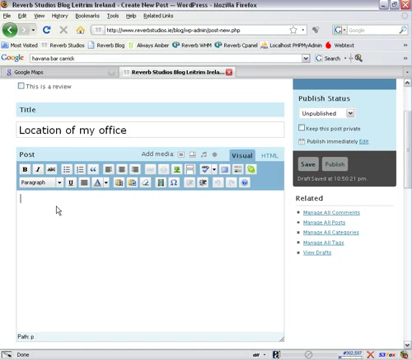 Reverb Studios Blog Leitrim Ireland › Create New Post — WordPress - Mozilla Firefox
File Edit View History Bookmarks Tools Help Related Links
http://www.reverbstudios.ie/blog/wp-admin/post-new.php
Google
Most Visited Reverb Studios Reverb Blog Always Amber Reverb WHM Reverb Cpanel Localhost PHPMyAdmin Webtext
Google havana bar carrick Search
Google Maps Reverb Studios Blog Leitrim Irela...
This is a review
Title
Location of my office
Post Add media: Visual HTML
B I ABC
Paragraph U A Ω
Path: p
Publish Status
Unpublished
Keep this post private
Publish immediately Edit
Save Publish
Draft Saved at 10:50:21 pm.
Related
Manage All Comments
Manage All Posts
Manage All Categories
Manage All Tags
View Drafts
Done